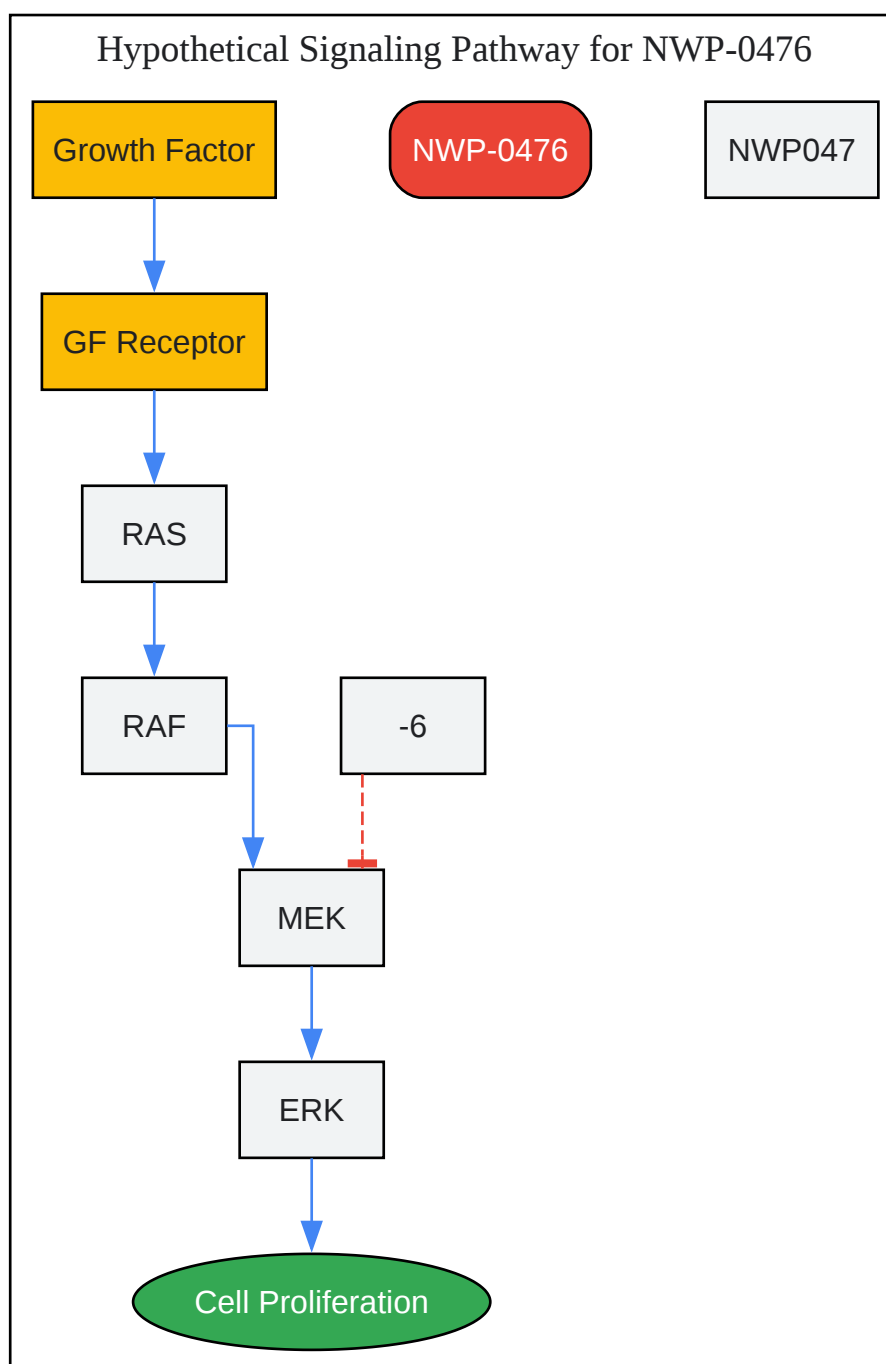 Hypothetical Signaling Pathway for NWP-0476
Growth Factor
NWP-0476
NWP047
GF Receptor
RAS
RAF
-6
MEK
ERK
Cell Proliferation